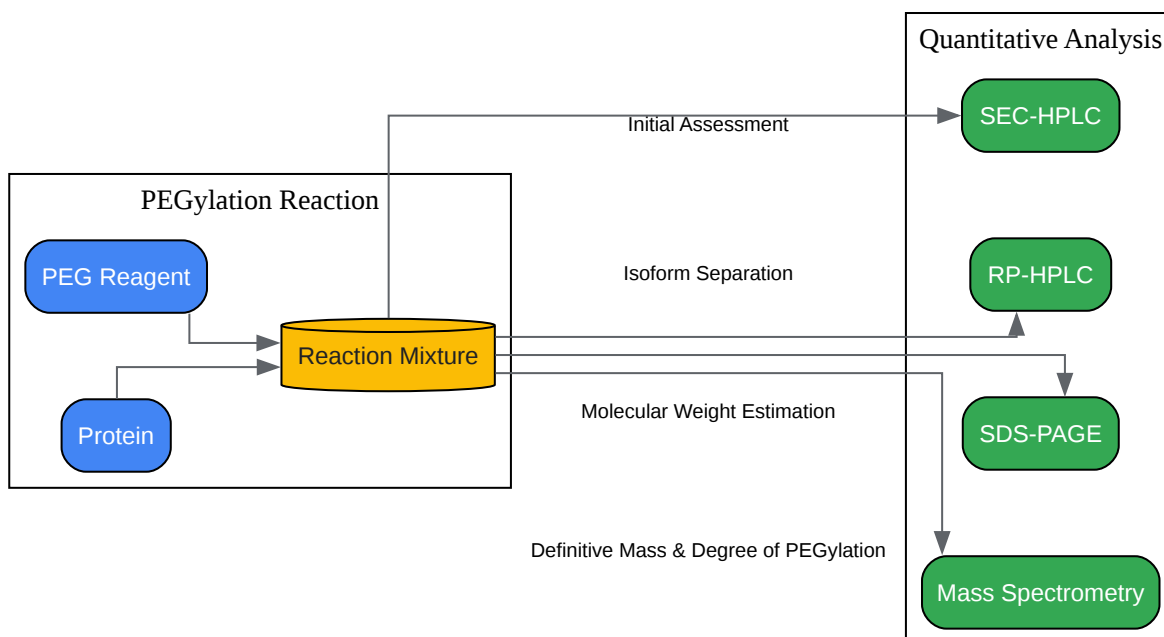 Quantitative Analysis
SEC-HPLC
Initial Assessment
PEGylation Reaction
PEG Reagent
Isoform Separation
RP-HPLC
Reaction Mixture
Protein
Molecular Weight Estimation
SDS-PAGE
Definitive Mass & Degree of PEGylation
Mass Spectrometry